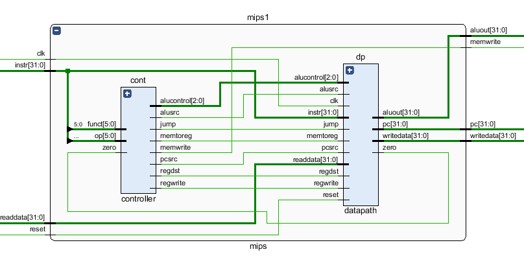 mips1
clk
instr[31:0]
readdata[31:0]
reset
cont
5:0 funct[5:0]
... op[5:0]
zero
alucontrol[2:0]
alusrc
jump
memtoreg
memwrite
pcsrc
regdst
regwrite
controller
dp
alucontrol[2:0]
alusrc
clk
instr[31:0]
jump
memtoreg
pcsrc
readdata[31:0]
regdst
regwrite
reset
aluout[31:0]
pc[31:0]
writedata[31:0]
zero
datapath
aluout[31:0]
memwrite
pc[31:0]
writedata[31:0]
mips